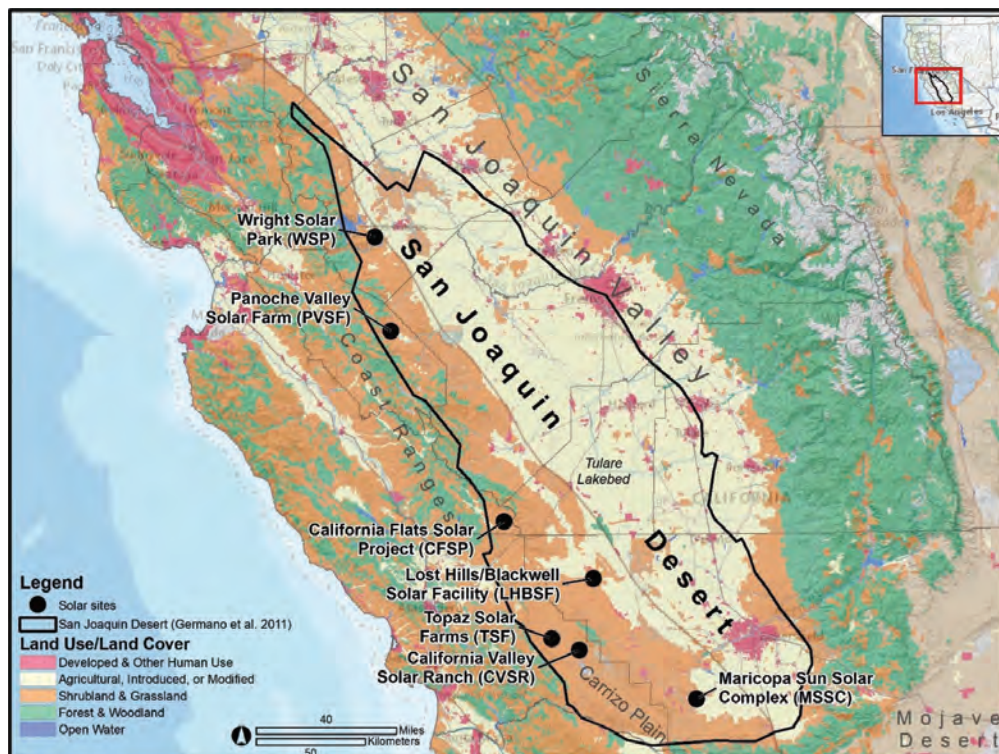 San Francisco
Doly City
San Joaquin Valley
Sierra Nevada
Los Angeles
Wright Solar
Park (WSP)
Panoche Valley
Solar Farm (PVSF)
San Joaquin Desert
Coast Ranges
Tulare
Lakebed
CALIFORNIA
California Flats Solar
Project (CFSP)
Lost Hills/Blackwell
Solar Facility (LHBSF)
Topaz Solar
Farms (TSF)
California Valley
Solar Ranch (CVSR)
Carrizo Plain
Maricopa Sun Solar
Complex (MSSC)
Mojave
Desert
Legend
Solar sites
San Joaquin Desert (Germano et al. 2011)
Land Use/Land Cover
Developed & Other Human Use
Agricultural, Introduced, or Modified
Shrubland & Grassland
Forest & Woodland
Open Water
40
Miles
Kilometers
50